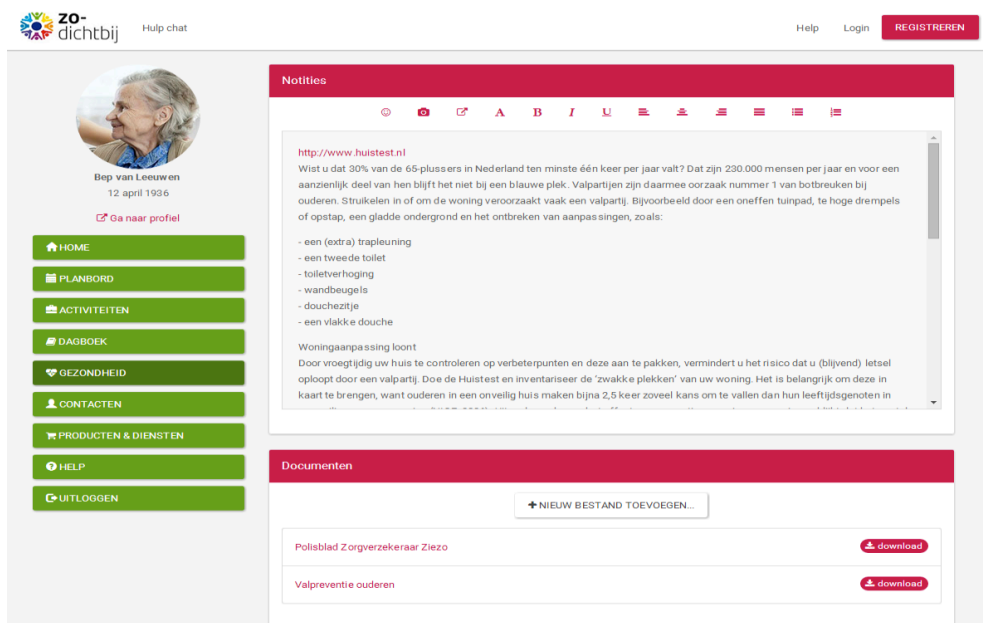 zo-
dichtbij
Hulp chat
Help
Login
REGISTREREN
Bep van Leeuwen
12 april 1936
Ga naar profiel
HOME
PLANBORD
ACTIVITEITEN
DAGBOEK
GEZONDHEID
CONTACTEN
PRODUCTEN & DIENSTEN
HELP
UITLOGGEN
Notities
A B I U
http://www.huistest.nl
Wist u dat 30% van de 65-plussers in Nederland ten minste één keer per jaar valt? Dat zijn 230.000 mensen per jaar en voor een
aanzienlijk deel van hen blijft het niet bij een blauwe plek. Valpartijen zijn daarmee oorzaak nummer 1 van botbreuken bij
ouderen. Struikelen in of om de woning veroorzaakt vaak een valpartij. Bijvoorbeeld door een oneffen tuinpad, te hoge drempels
of opstap, een gladde ondergrond en het ontbreken van aanpassingen, zoals:
- een (extra) trapleuning
- een tweede toilet
- toiletverhoging
- wandbeugels
- douchezitje
- een vlakke douche
Woningaanpassing loont
Door vroegtijdig uw huis te controleren op verbeterpunten en deze aan te pakken, vermindert u het risico dat u (blijvend) letsel
oploopt door een valpartij. Doe de Huistest en inventariseer de 'zwakke plekken' van uw woning. Het is belangrijk om deze in
kaart te brengen, want ouderen in een onveilig huis maken bijna 2,5 keer zoveel kans om te vallen dan hun leeftijdsgenoten in
Documenten
NIEUW BESTAND TOEVOEGEN...
Polisblad Zorgverzekeraar Ziezo
download
Valpreventie ouderen
download